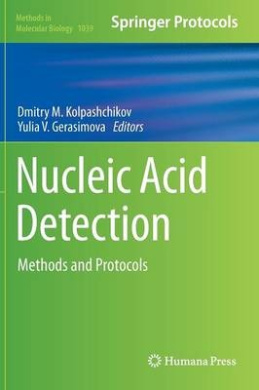 Methods in
Molecular Biology 1039
Springer Protocols
Dmitry M. Kolpashchikov
Yulia V. Gerasimova Editors
Nucleic Acid
Detection
Methods and Protocols
Humana Press